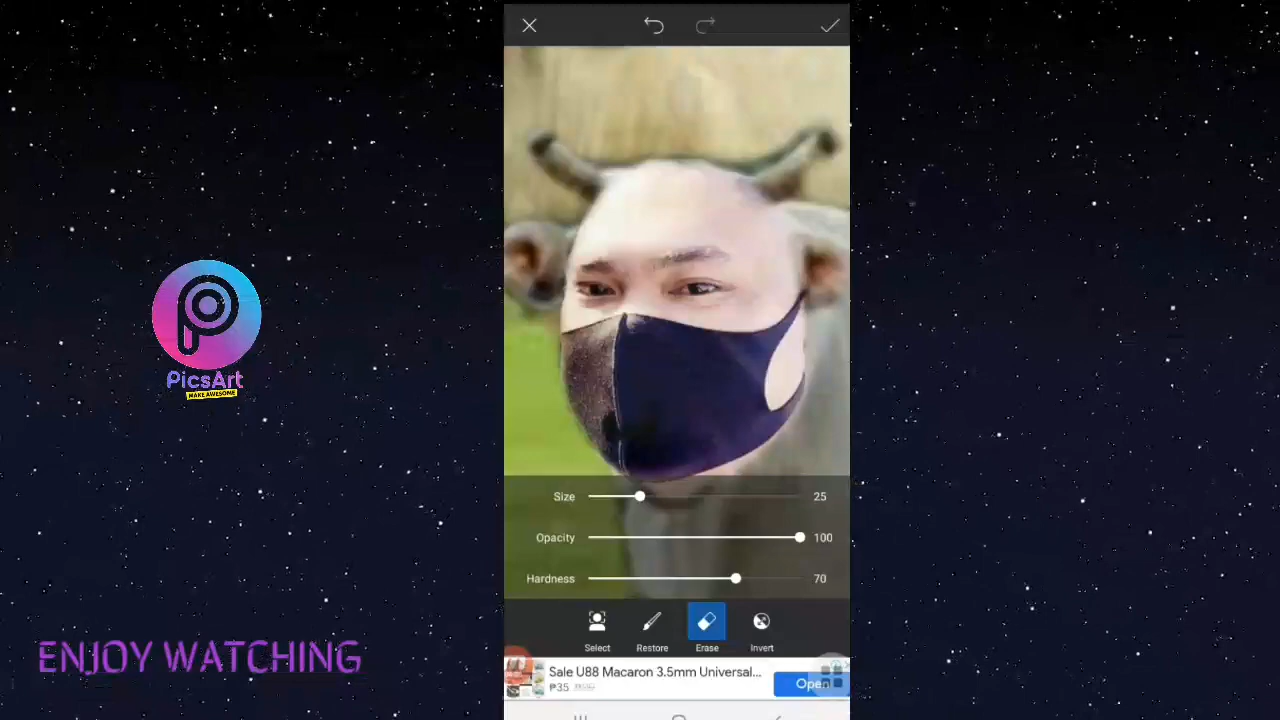 PicsArt
MAKE AWESOME
ENJOY WATCHING
Size 25
Opacity 100
Hardness 70
Select Restore Erase Invert
Sale U88 Macaron 3.5mm Universal...
₱35
Open